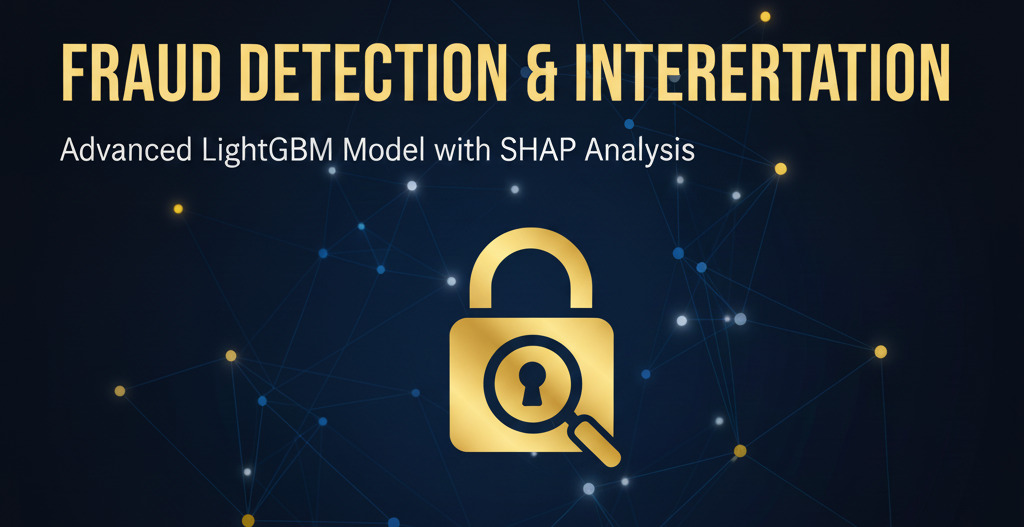 FRAUD DETECTION & INTERERTATION
Advanced LightGBM Model with SHAP Analysis